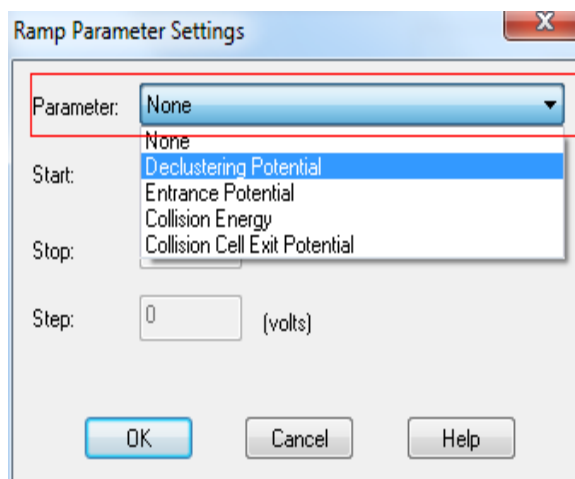 Ramp Parameter Settings
X
Parameter: None
None
Declustering Potential
Start:
Entrance Potential
Collision Energy
Stop:
Collision Cell Exit Potential
Step: 0 (volts)
OK Cancel Help